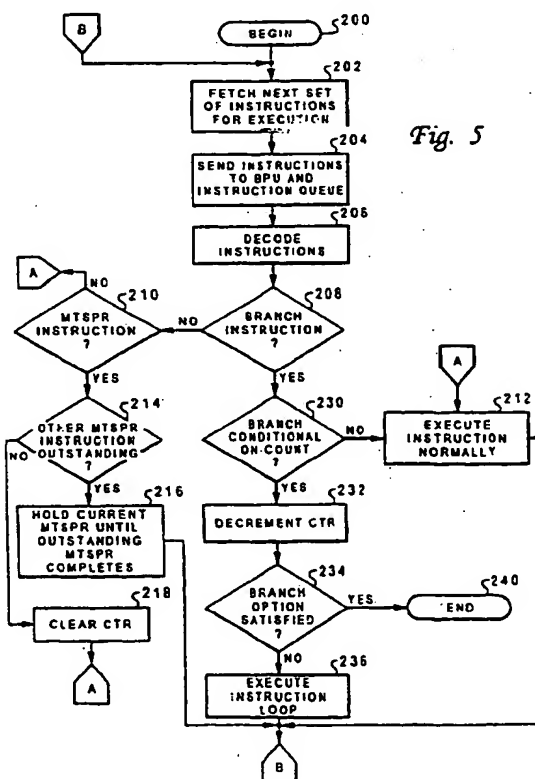 B
BEGIN
200
202
FETCH NEXT SET
OF INSTRUCTIONS
FOR EXECUTION
Fig. 5
204
SEND INSTRUCTIONS
TO BPU AND
INSTRUCTION QUEUE
206
DECODE
INSTRUCTIONS
A
NO
210
MTSPR
INSTRUCTION
?
NO
208
BRANCH
INSTRUCTION
?
YES
YES
A
214
OTHER MTSPR
INSTRUCTION
OUTSTANDING
?
NO
230
BRANCH
CONDITIONAL
ON-COUNT
?
NO
212
EXECUTE
INSTRUCTION
NORMALLY
YES
216
HOLD CURRENT
MTSPR UNTIL
OUTSTANDING
MTSPR
COMPLETES
YES
232
DECREMENT CTR
218
CLEAR CTR
234
BRANCH
OPTION
SATISFIED
?
YES
240
END
NO
236
EXECUTE
INSTRUCTION
LOOP
A
B